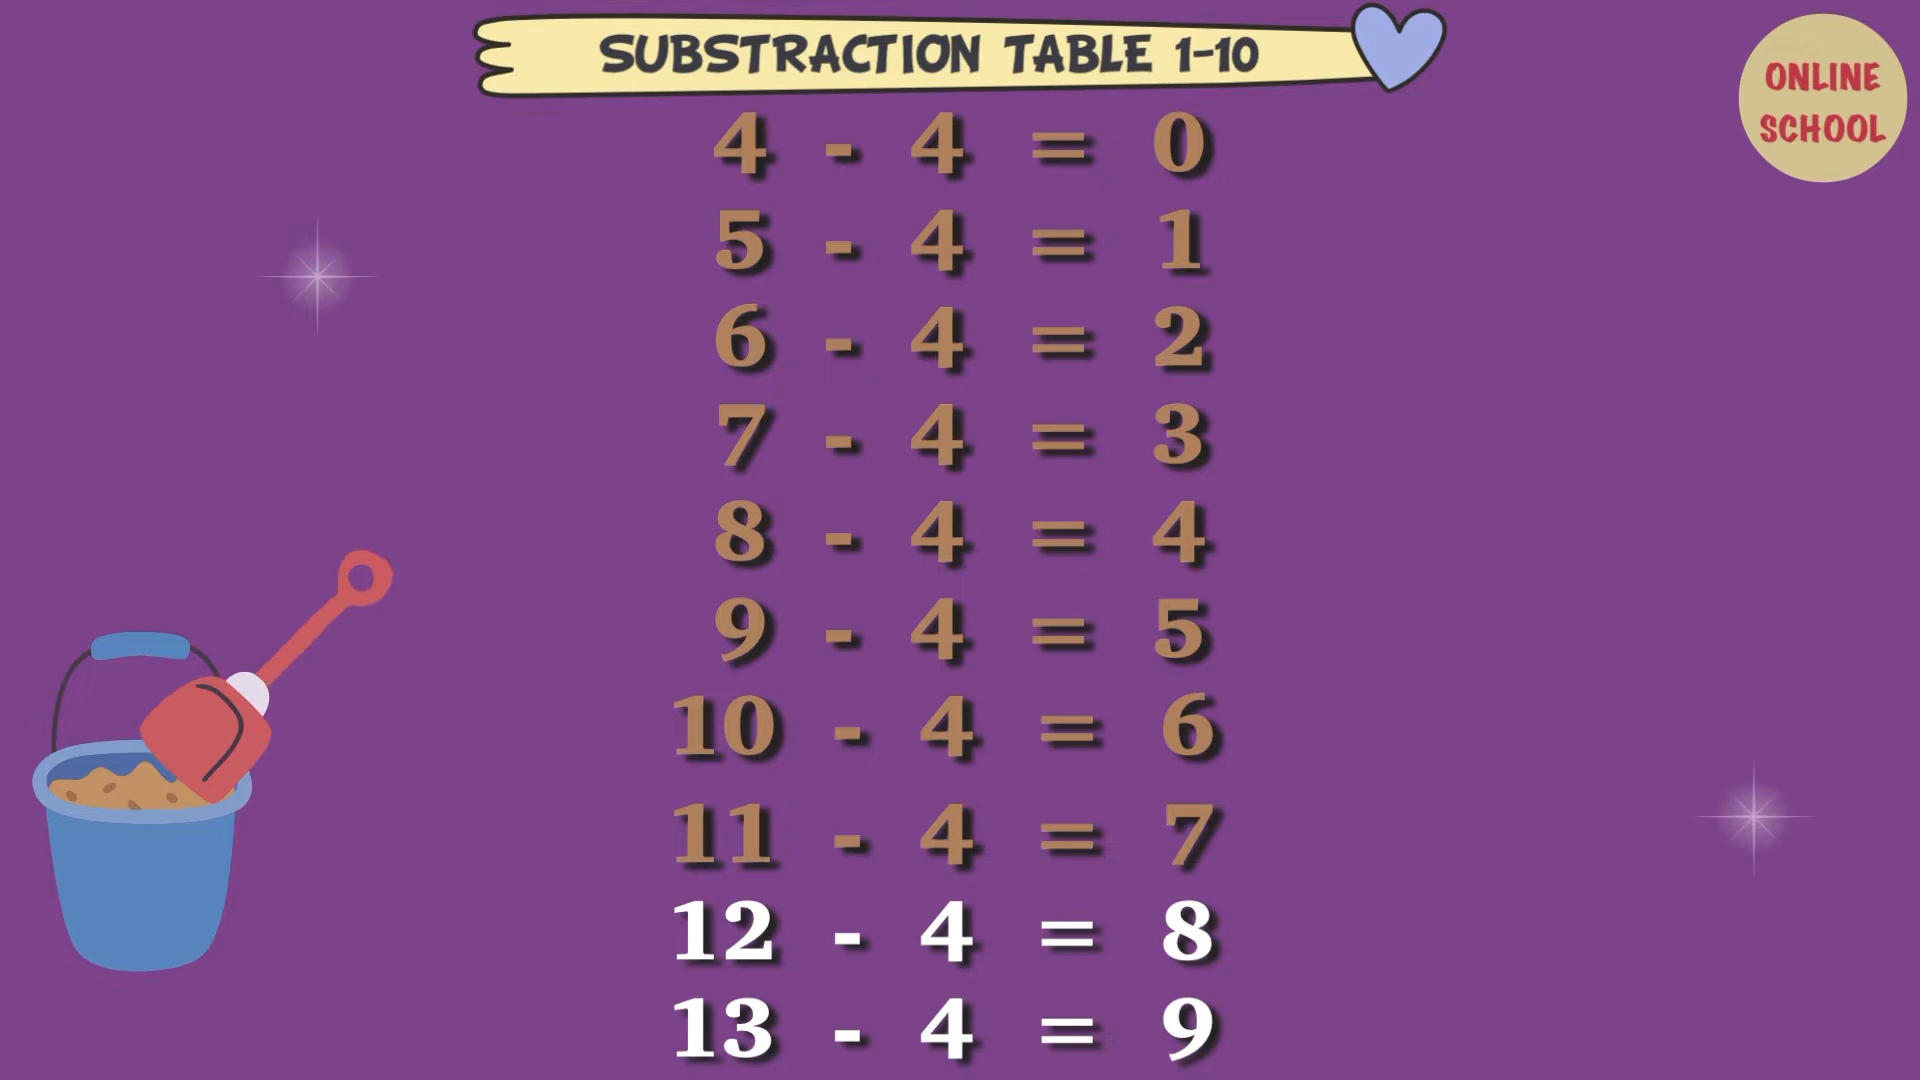 SUBSTRACTION TABLE 1-10
ONLINE
SCHOOL
4 - 4 = 0
5 - 4 = 1
6 - 4 = 2
7 - 4 = 3
8 - 4 = 4
9 - 4 = 5
10 - 4 = 6
11 - 4 = 7
12 - 4 = 8
13 - 4 = 9